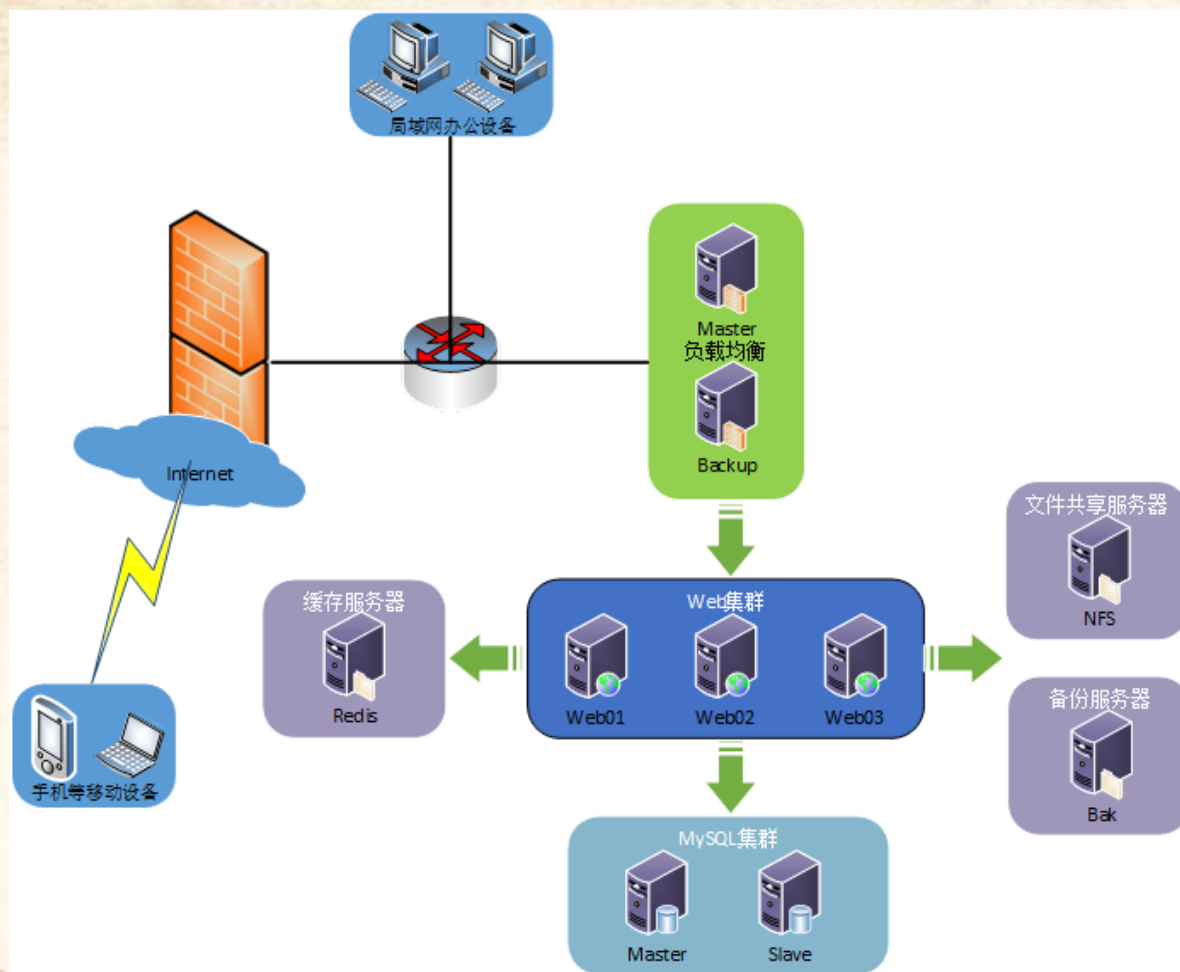 局域网办公设备
Master
负载均衡
Backup
Internet
文件共享服务器
NFS
缓存服务器
Redis
Web集群
Web01
Web02
Web03
备份服务器
Bak
手机等移动设备
MySQL集群
Master
Slave